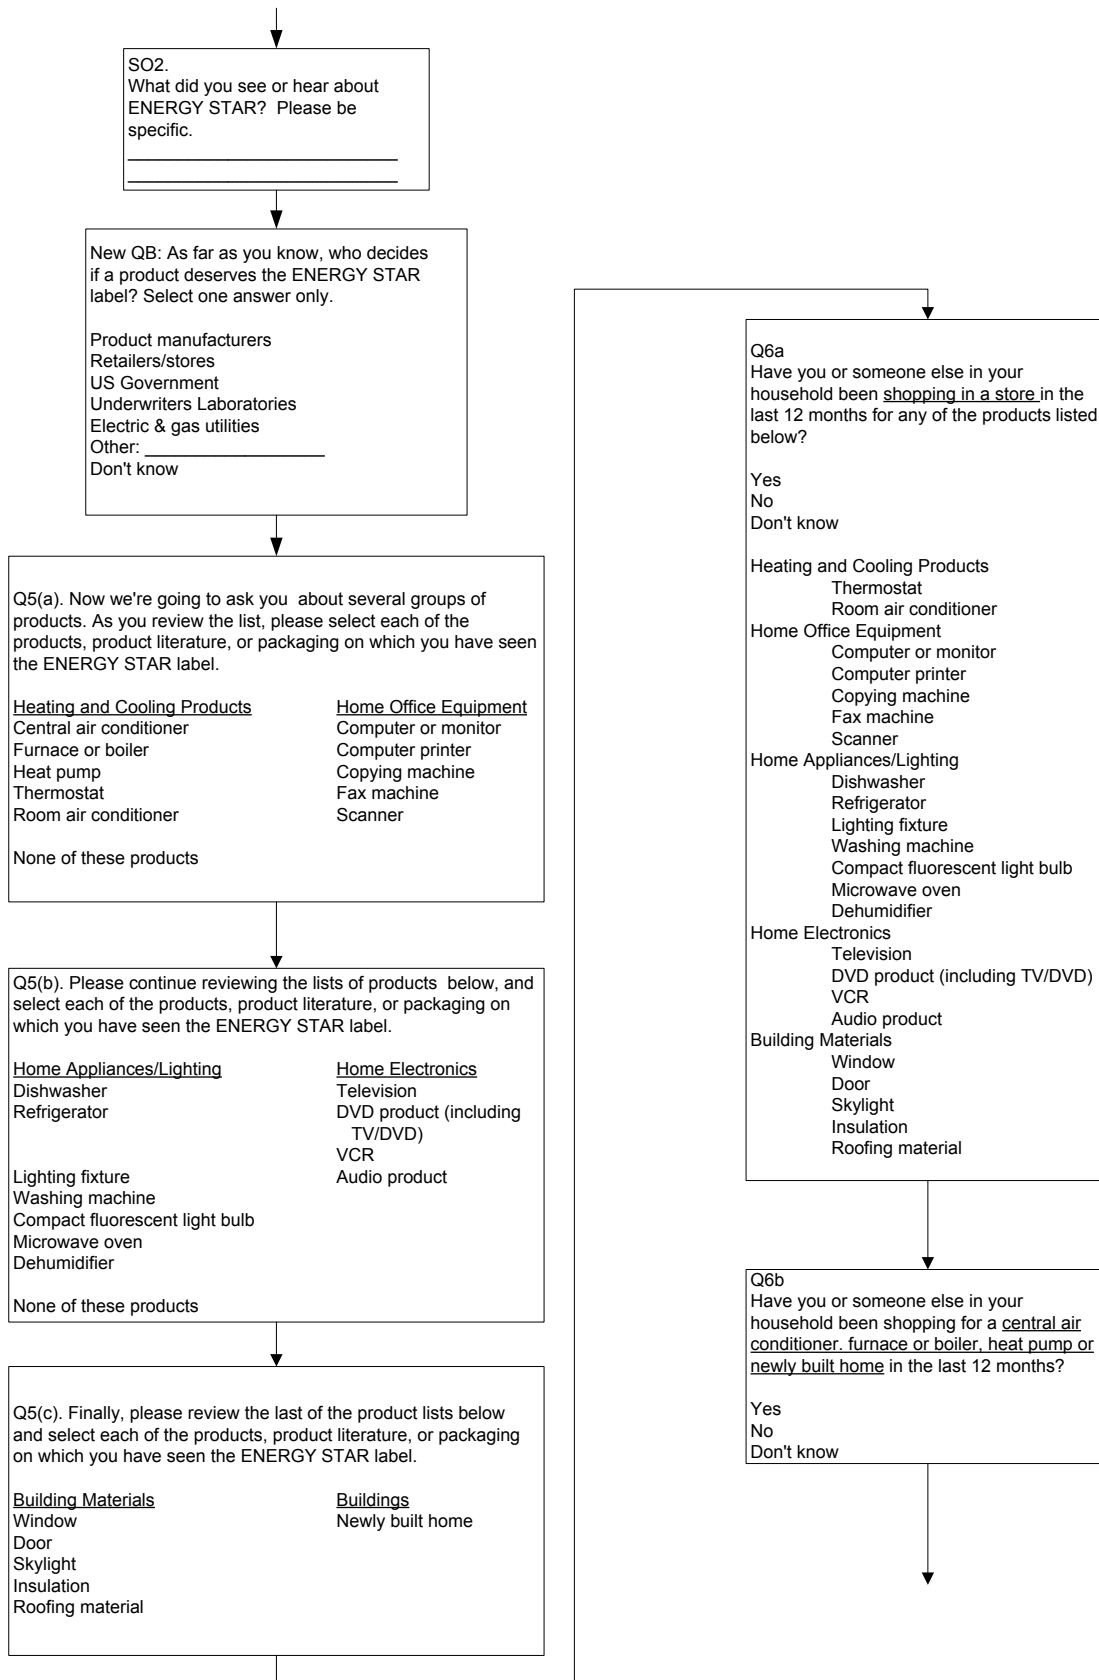 SO2.
What did you see or hear about
ENERGY STAR?  Please be
specific.
___________________________
___________________________
New QB: As far as you know, who decides
if a product deserves the ENERGY STAR
label? Select one answer only.
Product manufacturers
Retailers/stores
US Government
Underwriters Laboratories
Electric & gas utilities
Other: ___________________
Don't know
Q5(a). Now we're going to ask you  about several groups of
products. As you review the list, please select each of the
products, product literature, or packaging on which you have seen
the ENERGY STAR label.
Heating and Cooling Products
Central air conditioner
Furnace or boiler
Heat pump
Thermostat
Room air conditioner
None of these products
Home Office Equipment
Computer or monitor
Computer printer
Copying machine
Fax machine
Scanner
Q5(b). Please continue reviewing the lists of products  below, and
select each of the products, product literature, or packaging on
which you have seen the ENERGY STAR label.
Home Appliances/Lighting
Dishwasher
Refrigerator
Lighting fixture
Washing machine
Compact fluorescent light bulb
Microwave oven
Dehumidifier
None of these products
Home Electronics
Television
DVD product (including
TV/DVD)
VCR
Audio product
Q5(c). Finally, please review the last of the product lists below
and select each of the products, product literature, or packaging
on which you have seen the ENERGY STAR label.
Building Materials
Window
Door
Skylight
Insulation
Roofing material
Buildings
Newly built home
Q6a
Have you or someone else in your
household been shopping in a store in the
last 12 months for any of the products listed
below?
Yes
No
Don't know
Heating and Cooling Products
Thermostat
Room air conditioner
Home Office Equipment
Computer or monitor
Computer printer
Copying machine
Fax machine
Scanner
Home Appliances/Lighting
Dishwasher
Refrigerator
Lighting fixture
Washing machine
Compact fluorescent light bulb
Microwave oven
Dehumidifier
Home Electronics
Television
DVD product (including TV/DVD)
VCR
Audio product
Building Materials
Window
Door
Skylight
Insulation
Roofing material
Q6b
Have you or someone else in your
household been shopping for a central air
conditioner. furnace or boiler, heat pump or
newly built home in the last 12 months?
Yes
No
Don't know